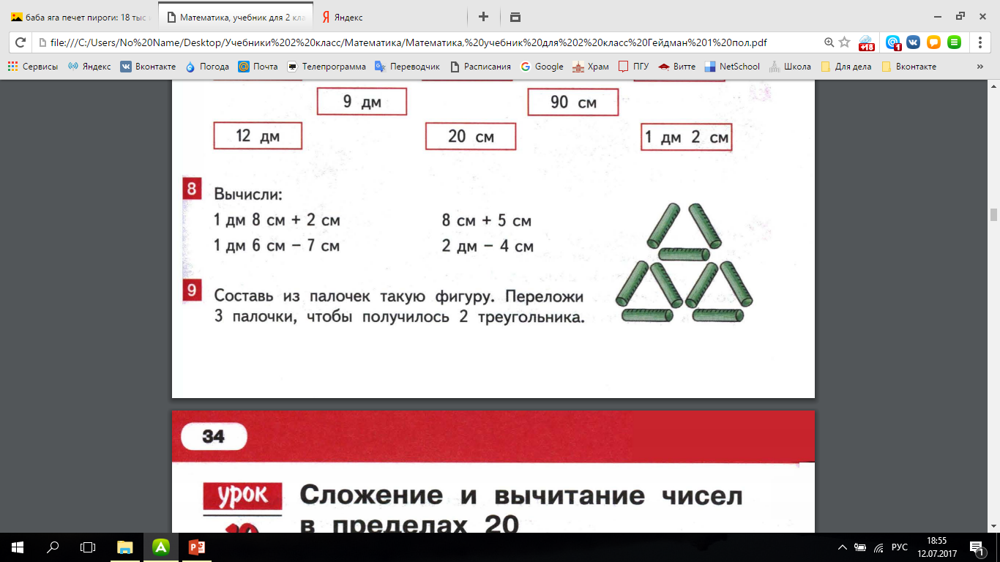 баба яга печет пироги: 18 тыс
Математика, учебник для 2 кла
Яндекс
file:///C:/Users/No%20Name/Desktop/Учебники%202%20класс/Математика/Математика,%20учебник%20для%202%20класс%20Гейдман%201%20пол.pdf
+18
1
Сервисы
Яндекс
Вконтакте
Погода
Почта
Телепрограмма
Переводчик
Расписания
Google
Храм
ПГУ
Витте
NetSchool
Школа
Для дела
Вконтакте
»
9 дм
90 см
12 дм
20 см
1 дм 2 см
8
Вычисли:
1 дм 8 см + 2 см
8 см + 5 см
1 дм 6 см − 7 см
2 дм − 4 см
9
Составь из палочек такую фигуру. Переложи
3 палочки, чтобы получилось 2 треугольника.
34
урок
Сложение и вычитание чисел
в пределах 20
РУС
18:55
12.07.2017
1